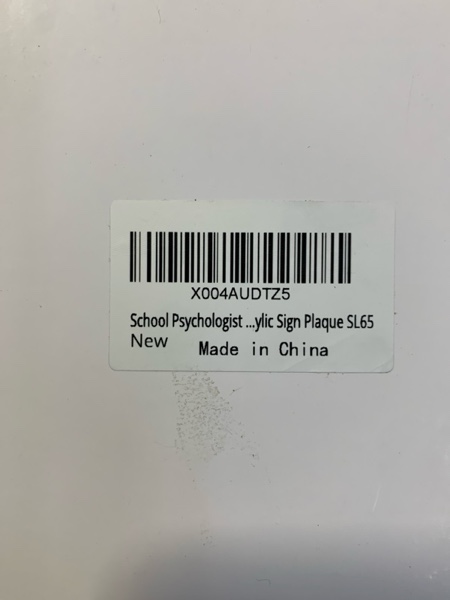 X004AUDTZ5
School Psychologist ...ylic Sign Plaque SL65
New
Made in China